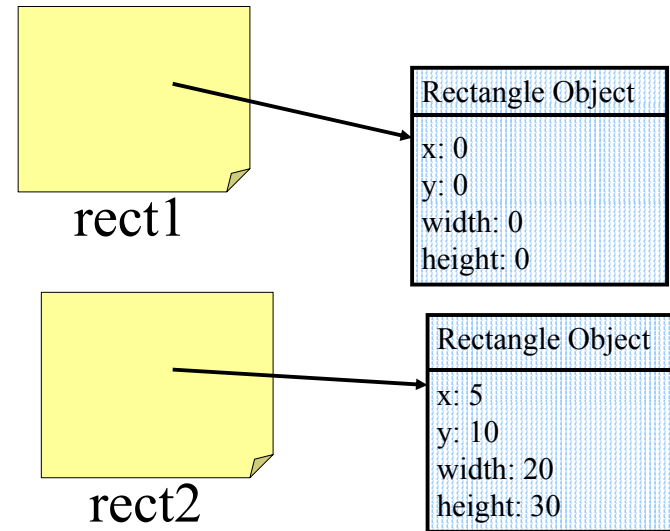 Rectangle Object
x: 0
y: 0
width: 0
height: 0
rect1
Rectangle Object
x: 5
y: 10
width: 20
height: 30
rect2